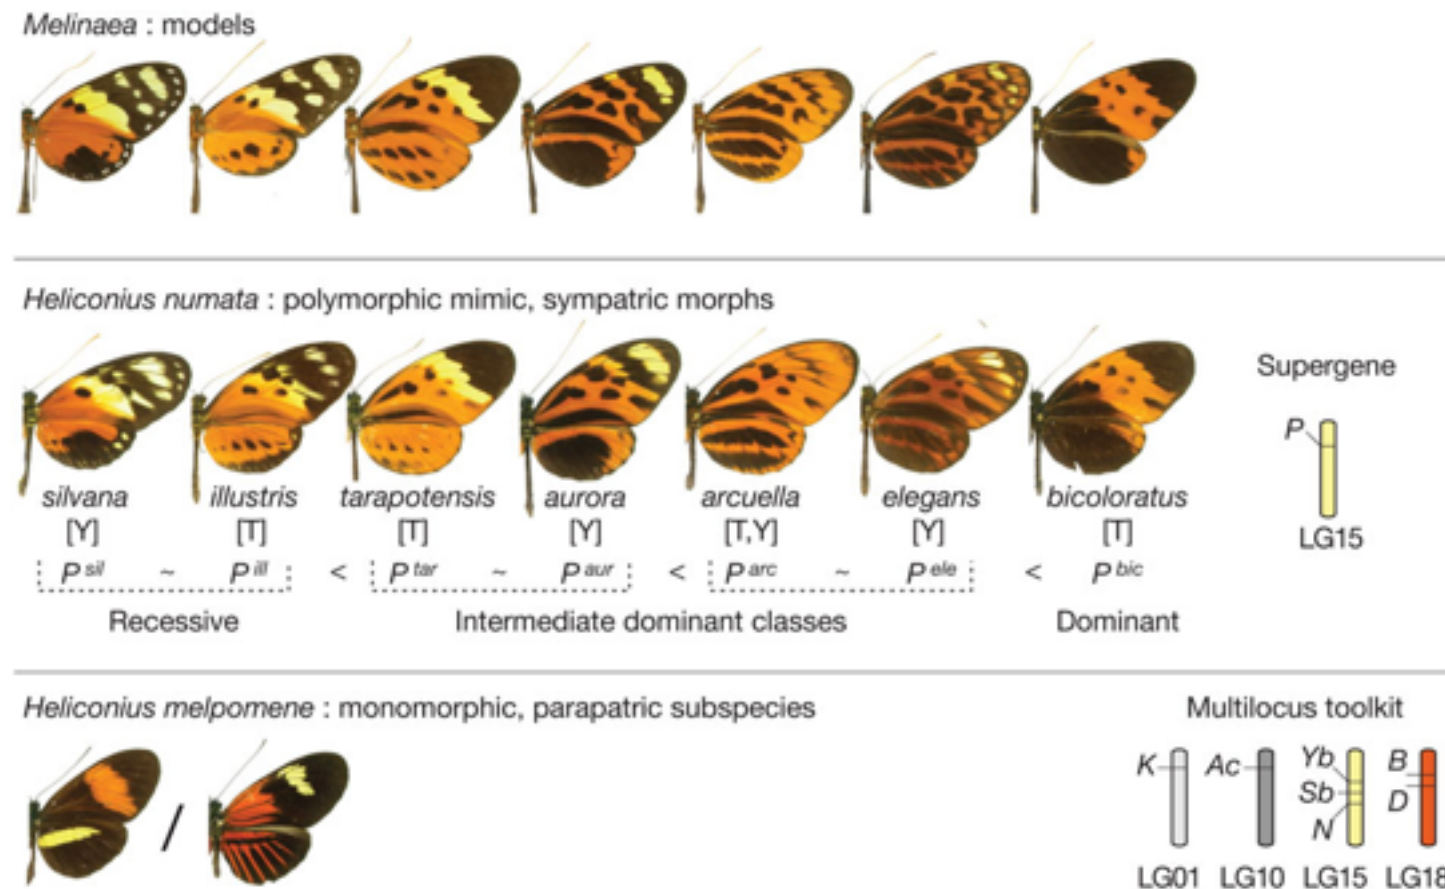 Melinaea : models
Heliconius numata : polymorphic mimic, sympatric morphs
Supergene
P
LG15
silvana illustris tarapotensis aurora arcuella elegans bicoloratus
[Y] [T] [T] [Y] [T,Y] [Y] [T]
P sil ~ P ill < P tar ~ P aur < P arc ~ P ele < P bic
Recessive Intermediate dominant classes Dominant
Heliconius melpomene : monomorphic, parapatric subspecies
/
Multilocus toolkit
K Ac Yb B
Sb D
N
LG01 LG10 LG15 LG18